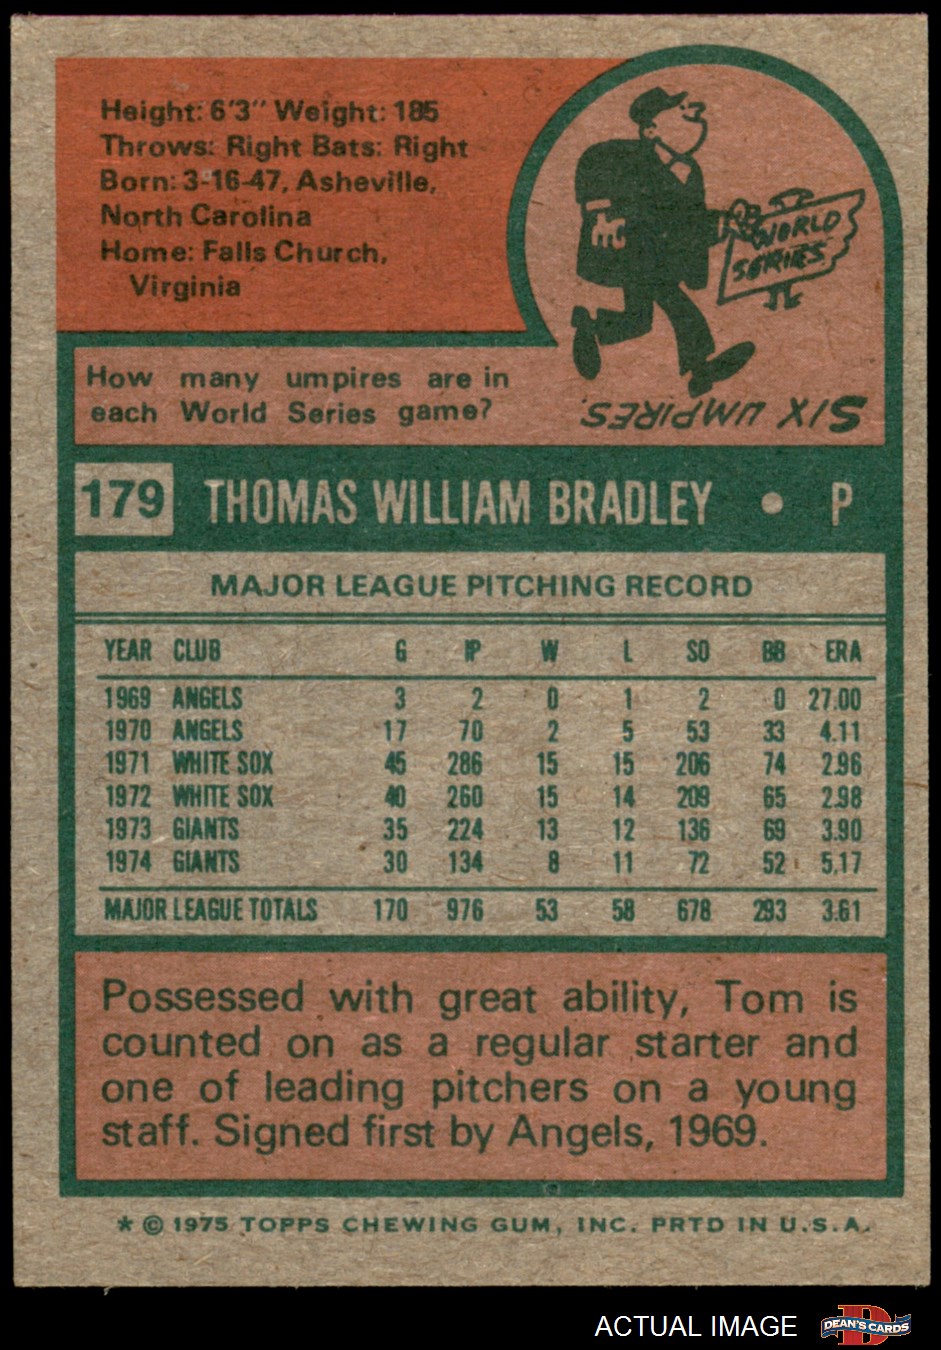 Height: 6'3" Weight: 185
Throws: Right Bats: Right
Born: 3-16-47, Asheville,
North Carolina
Home: Falls Church,
Virginia
WORLD
SERIES
How many umpires are in
each World Series game?
SIX UMPIRES.
179 THOMAS WILLIAM BRADLEY • P
MAJOR LEAGUE PITCHING RECORD
YEAR CLUB G IP W L SO BB ERA
1969 ANGELS 3 2 0 1 2 0 27.00
1970 ANGELS 17 70 2 5 53 33 4.11
1971 WHITE SOX 45 286 15 15 206 74 2.96
1972 WHITE SOX 40 260 15 14 209 65 2.98
1973 GIANTS 35 224 13 12 136 69 3.90
1974 GIANTS 30 134 8 11 72 52 5.17
MAJOR LEAGUE TOTALS 170 976 53 58 678 293 3.61
Possessed with great ability, Tom is
counted on as a regular starter and
one of leading pitchers on a young
staff. Signed first by Angels, 1969.
* © 1975 TOPPS CHEWING GUM, INC. PRTD IN U.S.A.
ACTUAL IMAGE
D
DEAN'S CARDS